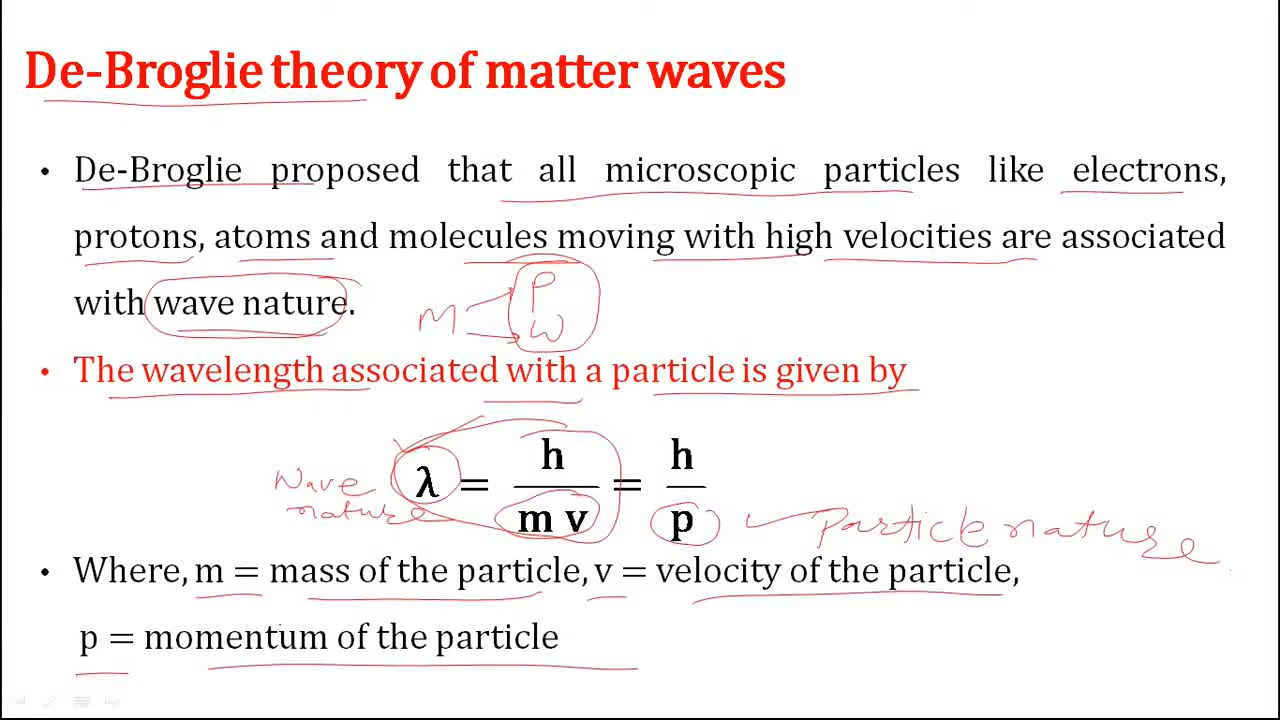 De-Broglie theory of matter waves
• De-Broglie proposed that all microscopic particles like electrons,
protons, atoms and molecules moving with high velocities are associated
with wave nature.
M P
W
• The wavelength associated with a particle is given by
Wave nature
λ = h / m v = h / p
Particle nature
• Where, m = mass of the particle, v = velocity of the particle,
p = momentum of the particle